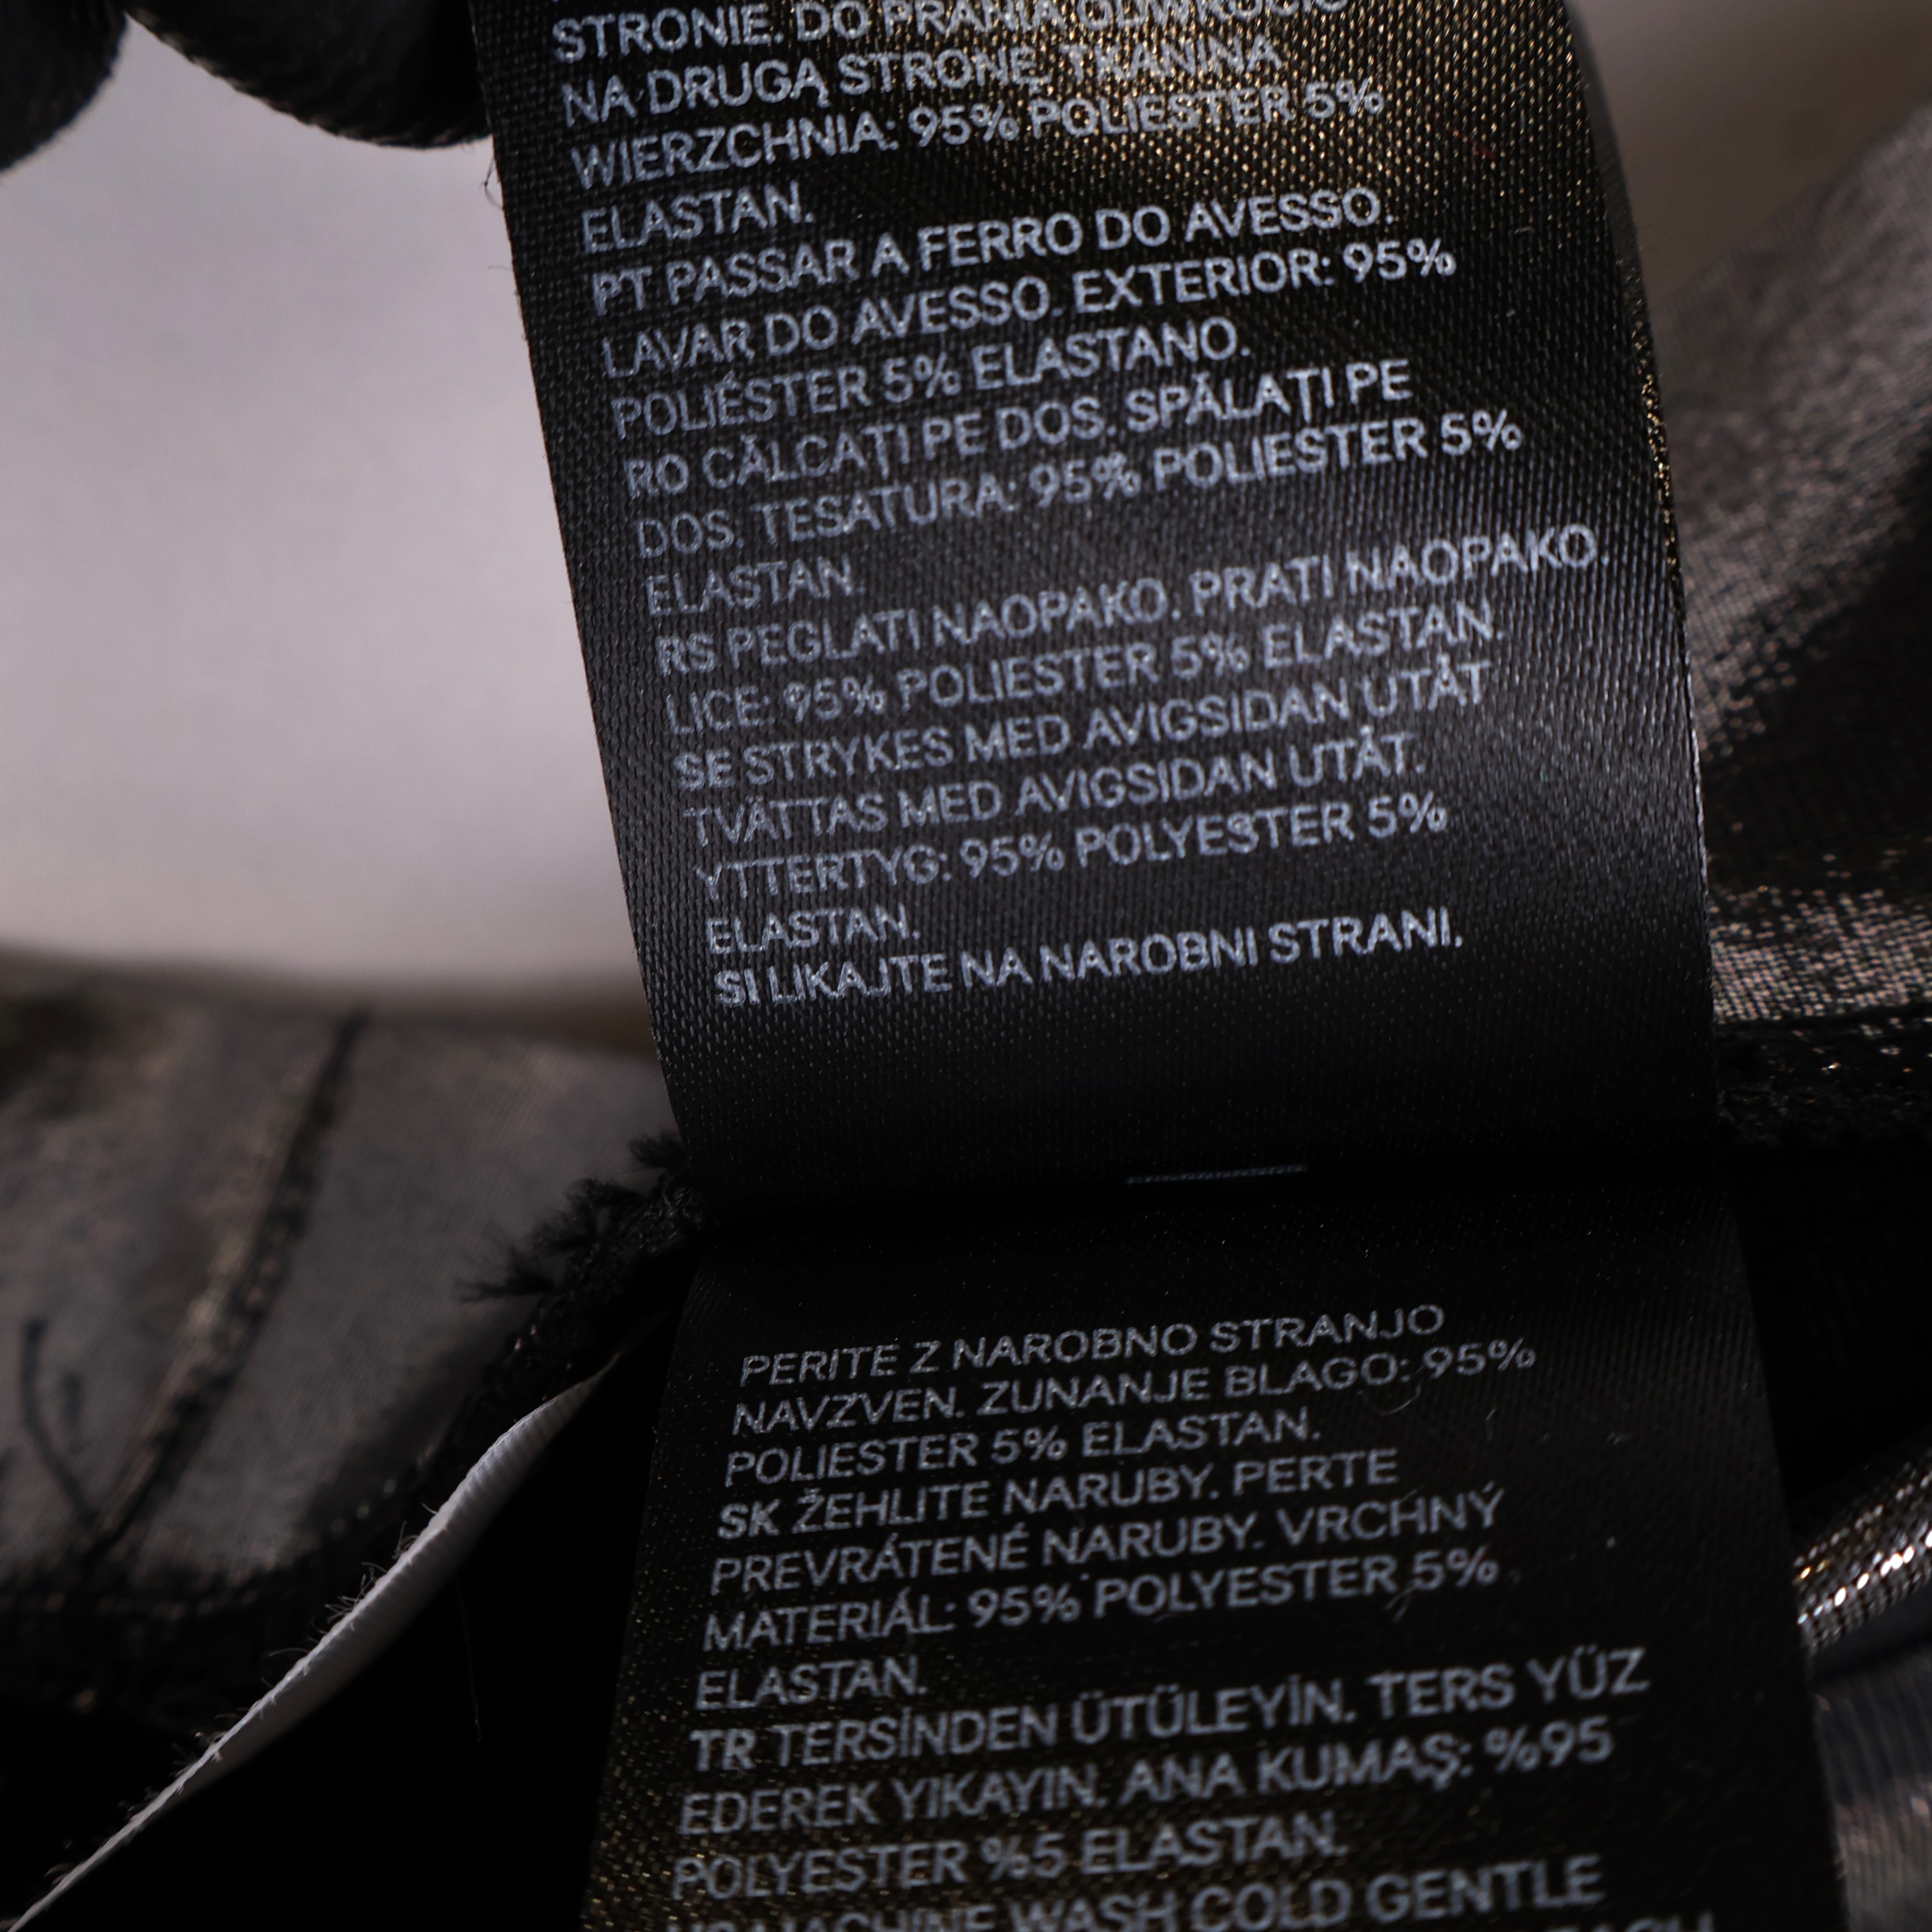 STRONIE. DO PRANIA ODWRÓCIĆ
NA DRUGĄ STRONĘ. TKANINA
WIERZCHNIA: 95% POLIESTER 5%
ELASTAN.
PT PASSAR A FERRO DO AVESSO.
LAVAR DO AVESSO. EXTERIOR: 95%
POLIÉSTER 5% ELASTANO.
RO CĂLCAȚI PE DOS. SPĂLAȚI PE
DOS. TESATURA: 95% POLIESTER 5%
ELASTAN.
RS PEGLATI NAOPAKO. PRATI NAOPAKO.
LICE: 95% POLIESTER 5% ELASTAN.
SE STRYKES MED AVIGSIDAN UTÅT
TVÄTTAS MED AVIGSIDAN UTÅT.
YTTERTYG: 95% POLYESTER 5%
ELASTAN.
SI LIKAJTE NA NAROBNI STRANI.
PERITE Z NAROBNO STRANJO
NAVZVEN. ZUNANJE BLAGO: 95%
POLIESTER 5% ELASTAN.
SK ŽEHLITE NARUBY. PERTE
PREVRÁTENÉ NARUBY. VRCHNÝ
MATERIÁL: 95% POLYESTER 5%
ELASTAN.
TR TERSİNDEN ÜTÜLEYİN. TERS YÜZ
EDEREK YIKAYIN. ANA KUMAŞ: %95
POLYESTER %5 ELASTAN.
MACHINE WASH COLD GENTLE